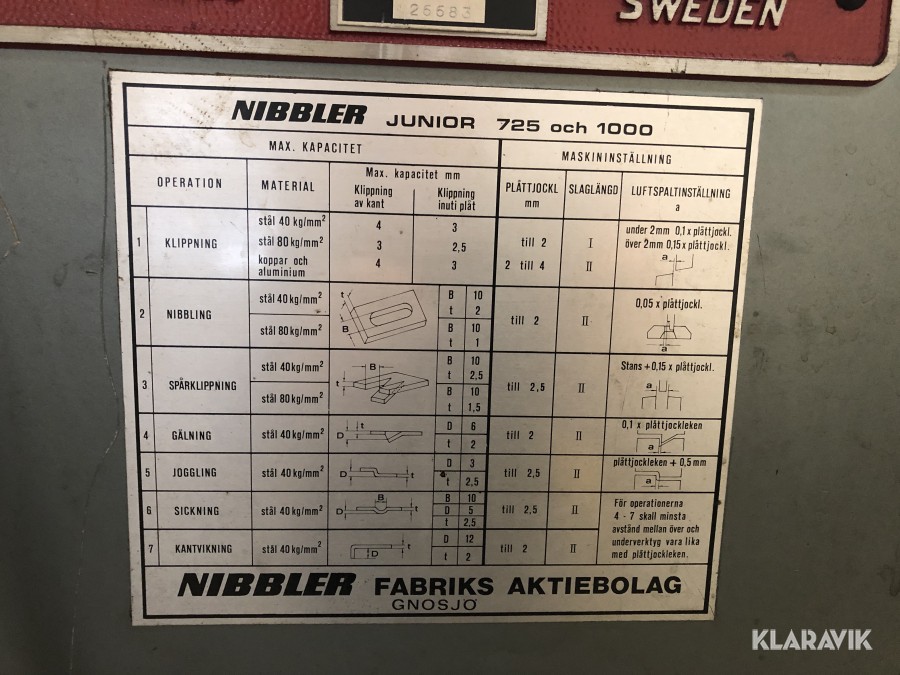 26683
SWEDEN
NIBBLER JUNIOR 725 och 1000
MAX. KAPACITET
MASKININSTÄLLNING
OPERATION
MATERIAL
Max. kapacitet mm
Klippning av kant
Klippning inuti plåt
PLÅTTJOCKL mm
SLAGLÄNGD
LUFTSPALTINSTÄLLNING a
1 KLIPPNING
stål 40 kg/mm² 4 3
stål 80 kg/mm² 3 2,5
koppar och aluminium 4 3
till 2 I
2 till 4 II
under 2mm 0,1 x plåttjockl.
över 2mm 0,15 x plåttjockl.
a
2 NIBBLING
stål 40 kg/mm²
stål 80 kg/mm²
t
B
B 10
t 2
B 10
t 1
till 2 II
0,05 x plåttjockl.
a
3 SPÅRKLIPPNING
stål 40 kg/mm²
stål 80 kg/mm²
B
t
B 10
t 2,5
B 10
t 1,5
till 2,5 II
Stans + 0,15 x plåttjockl.
a
4 GÄLNING stål 40 kg/mm²
t
D
D 6
t 2
till 2 II
0,1 x plåttjockleken
a
5 JOGGLING stål 40 kg/mm²
D t
D 3
t 2,5
till 2,5 II
plåttjockleken + 0,5 mm
a
6 SICKNING stål 40 kg/mm²
B
D t
B 10
D 5
t 2,5
till 2,5 II
7 KANTVIKNING stål 40 kg/mm²
D t
D 12
t 2
till 2 II
För operationerna
4 - 7 skall minsta
avstånd mellan över och
underverktyg vara lika
med plåttjockleken.
NIBBLER FABRIKS AKTIEBOLAG
GNOSJÖ
KLARAVIK